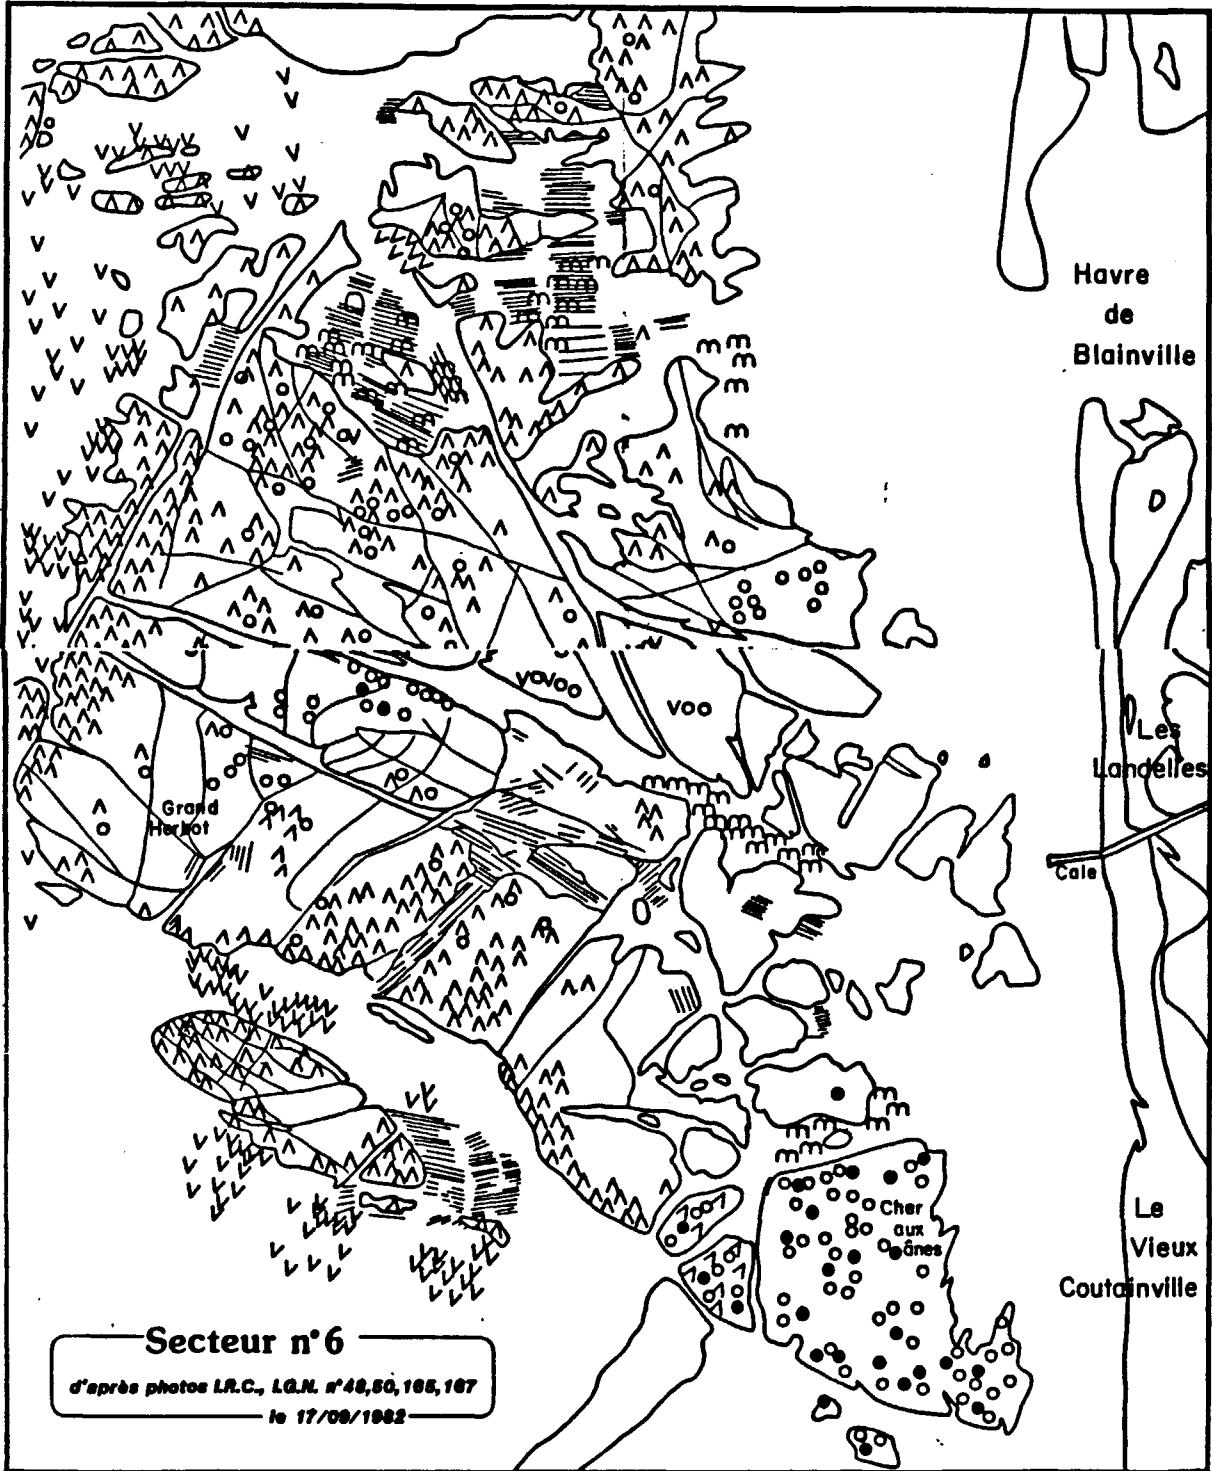 Havre
de
Blainville
Les
Landelles
Grand
Herbot
Cale
Cher
aux
ânes
Le
Vieux
Coutainville
Secteur n°6
d'après photos I.R.C., I.G.N. n°48,50,165,167
le 17/09/1982